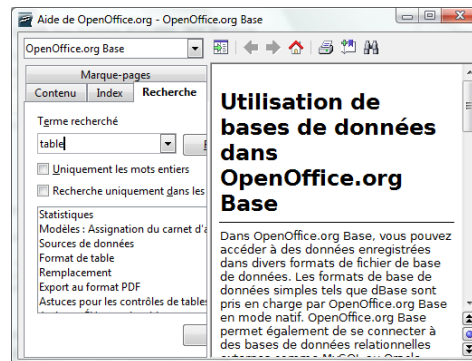 Aide de OpenOffice.org - OpenOffice.org Base
OpenOffice.org Base
Marque-pages
Contenu Index Recherche
Terme recherché
table
Uniquement les mots entiers
Recherche uniquement dans les
Statistiques
Modèles : Assignation du carnet d'a
Sources de données
Format de table
Remplacement
Export au format PDF
Astuces pour les contrôles de tables
Utilisation de
bases de données
dans
OpenOffice.org
Base
Dans OpenOffice.org Base, vous pouvez
accéder à des données enregistrées
dans divers formats de fichier de base
de données. Les formats de base de
données simples tels que dBase sont
pris en charge par OpenOffice.org Base
en mode natif. OpenOffice.org Base
permet également de se connecter à
des bases de données relationnelles
externes comme MySQL ou Oracle